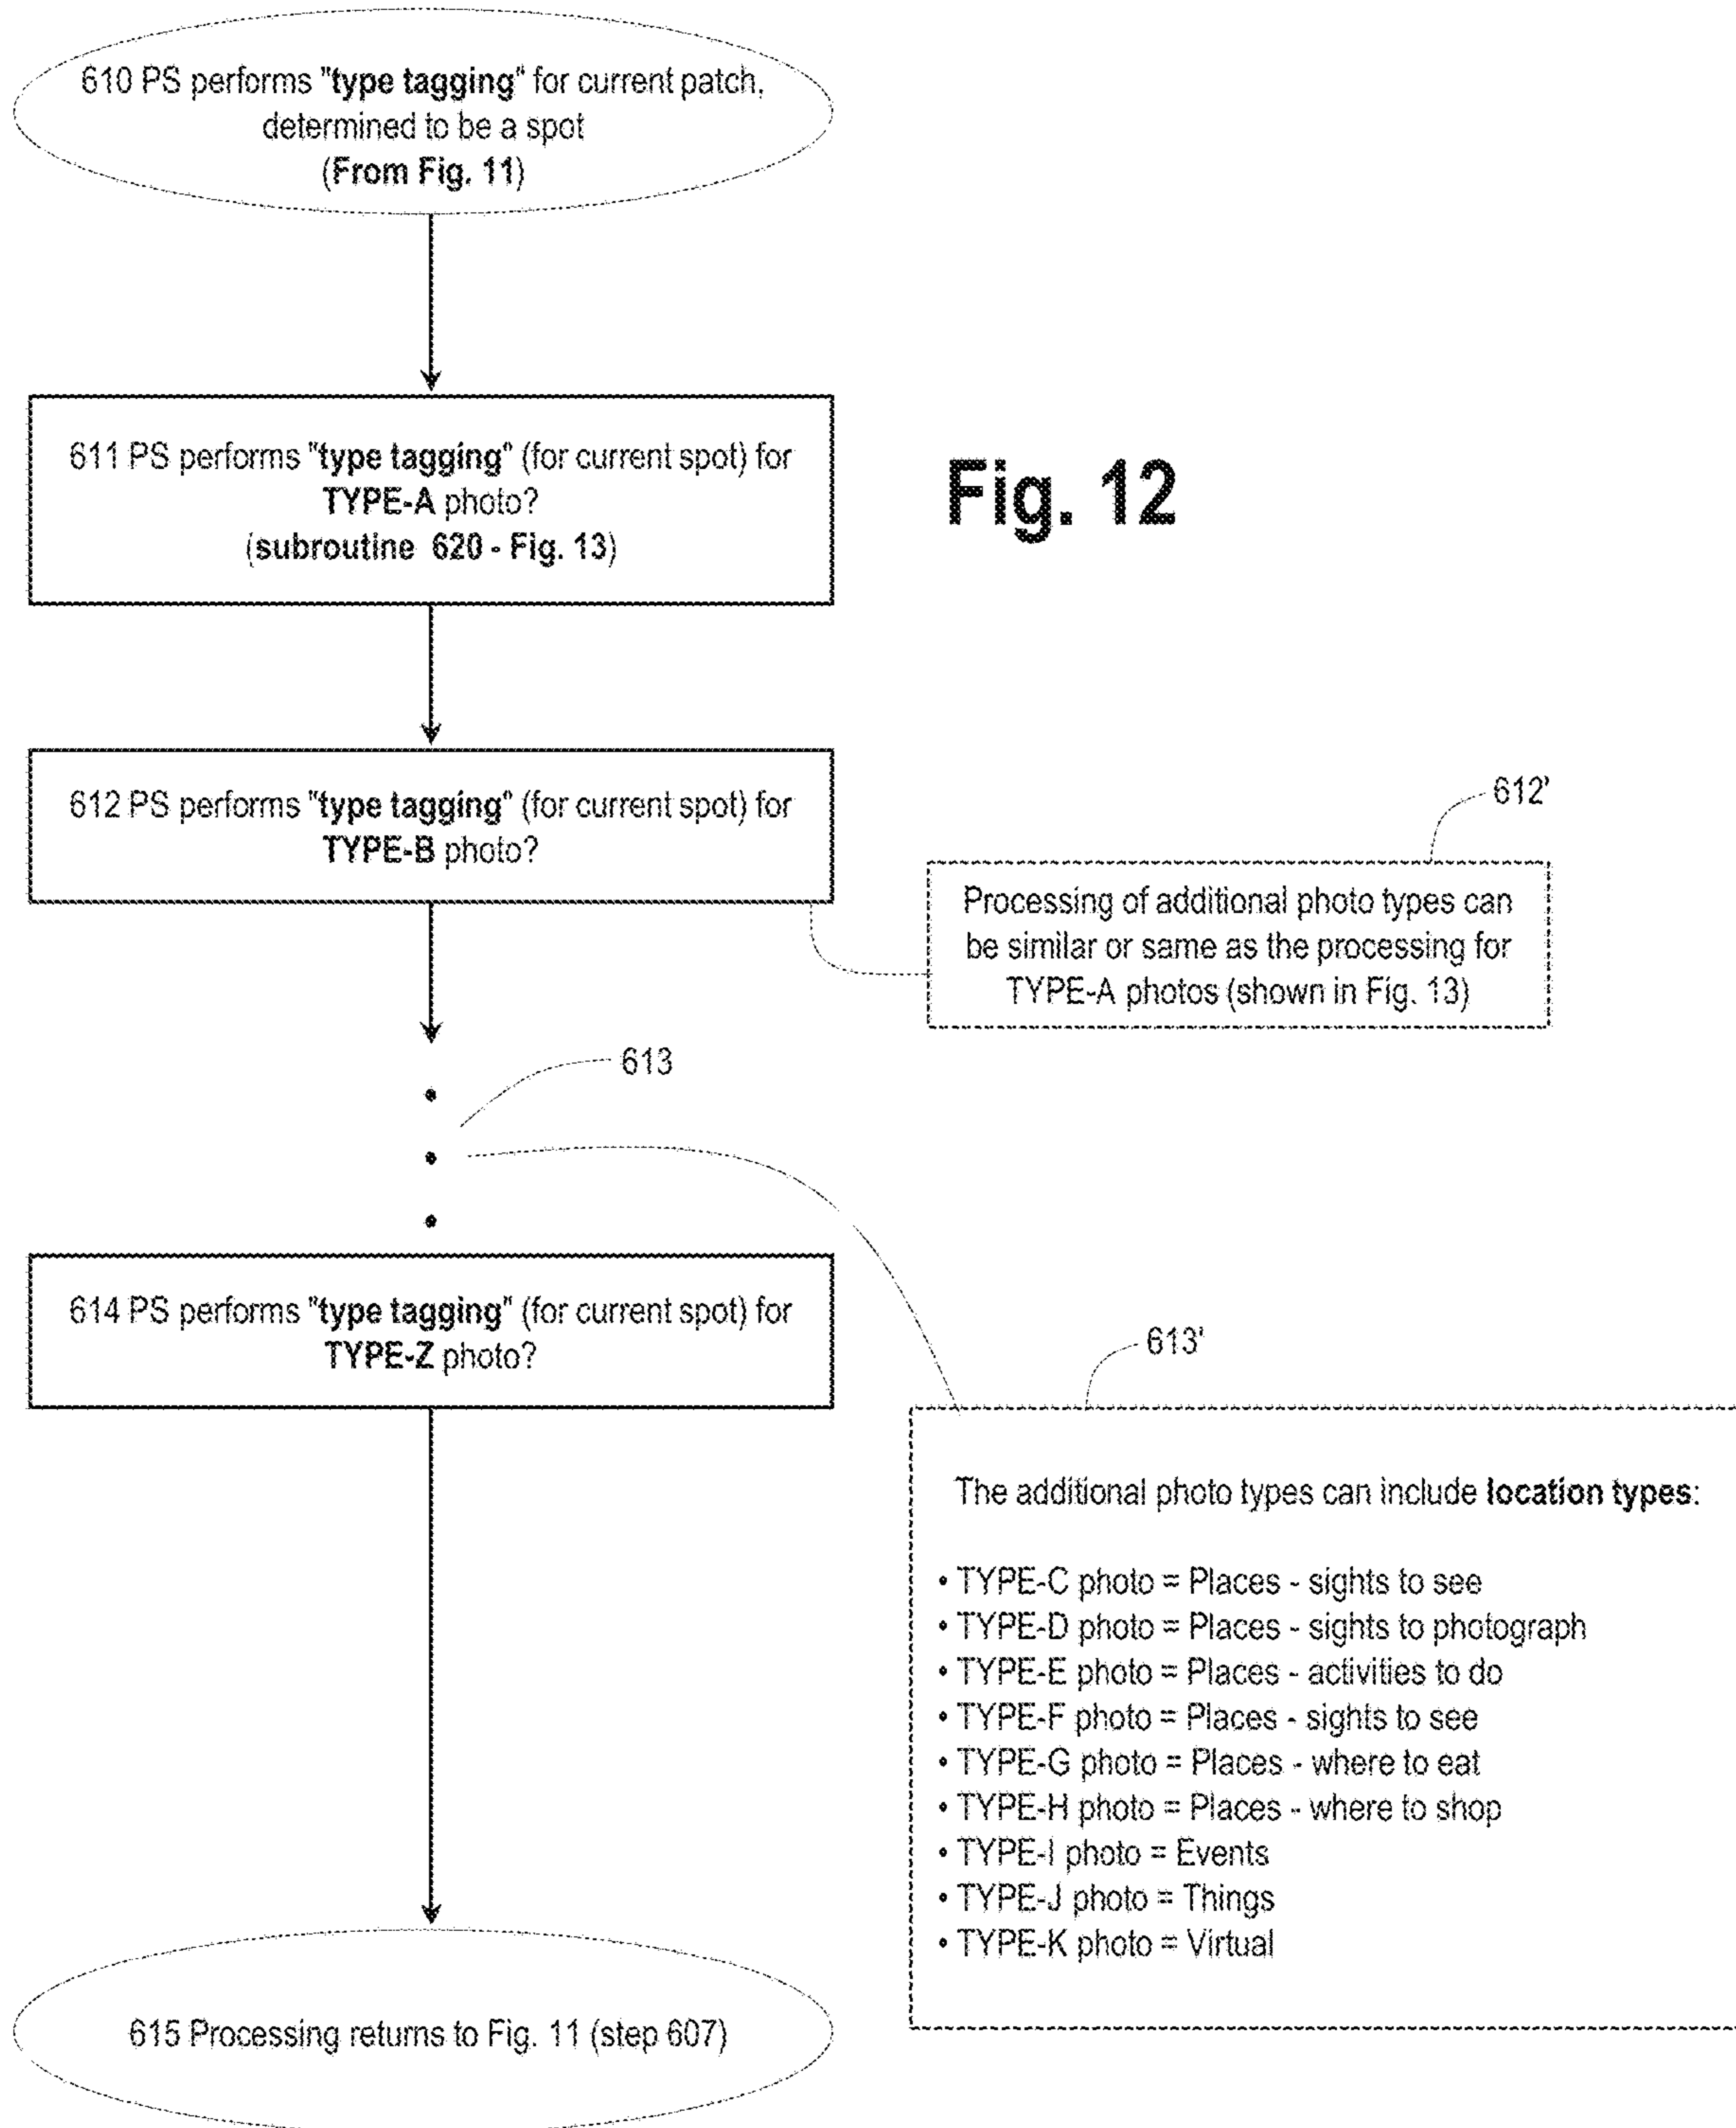 610 PS performs "type tagging" for current patch,
determined to be a spot
(From Fig. 11)
611 PS performs "type tagging" (for current spot) for
TYPE-A photo?
(subroutine 620 - Fig. 13)
Fig. 12
612 PS performs "type tagging" (for current spot) for
TYPE-B photo?
612'
Processing of additional photo types can
be similar or same as the processing for
TYPE-A photos (shown in Fig. 13)
613
614 PS performs "type tagging" (for current spot) for
TYPE-Z photo?
613'
The additional photo types can include location types:
• TYPE-C photo = Places - sights to see
• TYPE-D photo = Places - sights to photograph
• TYPE-E photo = Places - activities to do
• TYPE-F photo = Places - sights to see
• TYPE-G photo = Places - where to eat
• TYPE-H photo = Places - where to shop
• TYPE-I photo = Events
• TYPE-J photo = Things
• TYPE-K photo = Virtual
615 Processing returns to Fig. 11 (step 607)